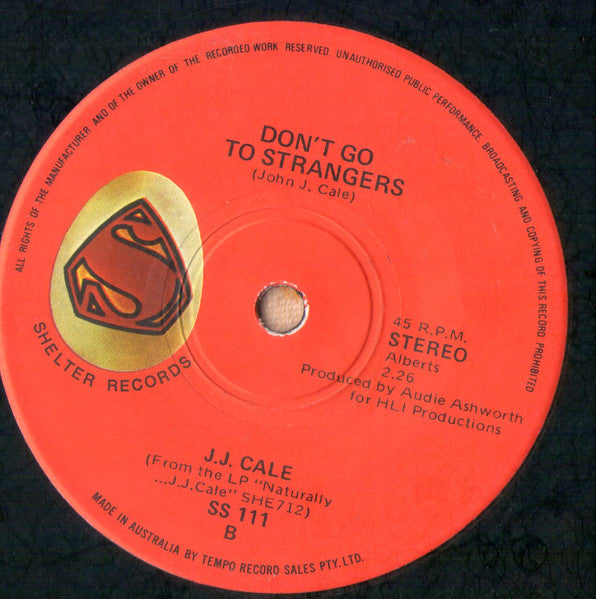 ALL RIGHTS OF THE MANUFACTURER AND OF THE OWNER OF THE RECORDED WORK RESERVED. UNAUTHORISED PUBLIC PERFORMANCE, BROADCASTING AND COPYING OF THIS RECORD PROHIBITED
DON'T GO
TO STRANGERS
(John J. Cale)
S
SHELTER RECORDS
45 R.P.M.
STEREO
Alberts
2.26
Produced by Audie Ashworth
for HLI Productions
J.J. CALE
(From the LP "Naturally
...J.J.Cale" SHE712)
SS 111
B
MADE IN AUSTRALIA BY TEMPO RECORD SALES PTY. LTD.